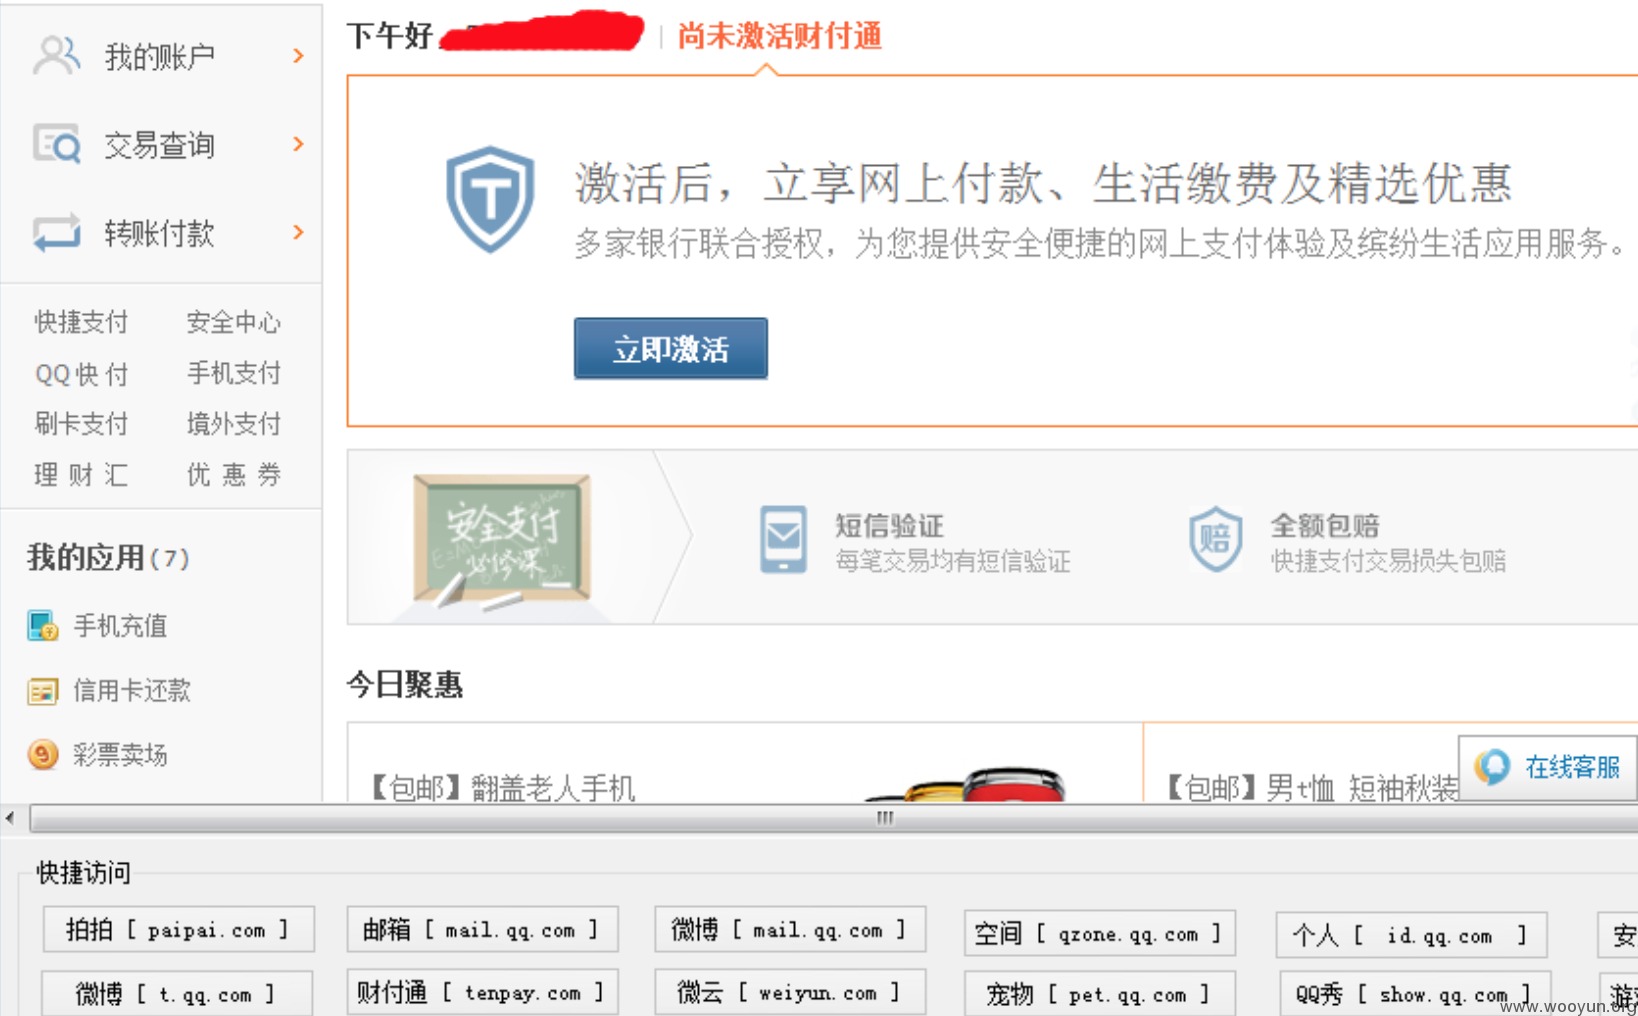 我的账户
交易查询
转账付款
快捷支付 安全中心
QQ快付 手机支付
刷卡支付 境外支付
理财汇 优惠券
我的应用(7)
手机充值
信用卡还款
彩票卖场
下午好 | 尚未激活财付通
激活后，立享网上付款、生活缴费及精选优惠
多家银行联合授权，为您提供安全便捷的网上支付体验及缤纷生活应用服务。
立即激活
安全支付
必修课
短信验证
每笔交易均有短信验证
赔
全额包赔
快捷支付交易损失包赔
今日聚惠
【包邮】翻盖老人手机
【包邮】男t恤 短袖秋装
在线客服
快捷访问
拍拍 [ paipai.com ] 邮箱 [ mail.qq.com ] 微博 [ mail.qq.com ] 空间 [ qzone.qq.com ] 个人 [ id.qq.com ] 安
微博 [ t.qq.com ] 财付通 [ tenpay.com ] 微云 [ weiyun.com ] 宠物 [ pet.qq.com ] QQ秀 [ show.qq.com ] 游
www.wooyun.org